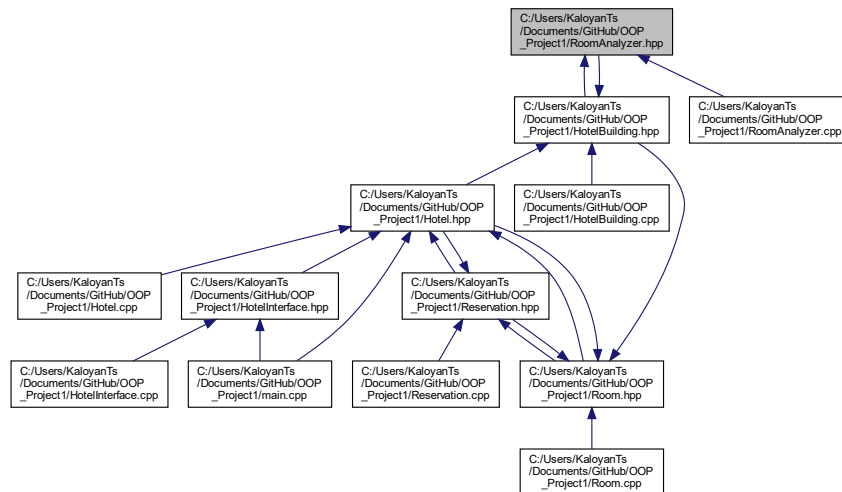 C:/Users/KaloyanTs
/Documents/GitHub/OOP
_Project1/RoomAnalyzer.hpp
C:/Users/KaloyanTs
/Documents/GitHub/OOP
_Project1/HotelBuilding.hpp
C:/Users/KaloyanTs
/Documents/GitHub/OOP
_Project1/RoomAnalyzer.cpp
C:/Users/KaloyanTs
/Documents/GitHub/OOP
_Project1/Hotel.hpp
C:/Users/KaloyanTs
/Documents/GitHub/OOP
_Project1/HotelBuilding.cpp
C:/Users/KaloyanTs
/Documents/GitHub/OOP
_Project1/Hotel.cpp
C:/Users/KaloyanTs
/Documents/GitHub/OOP
_Project1/HotelInterface.hpp
C:/Users/KaloyanTs
/Documents/GitHub/OOP
_Project1/Reservation.hpp
C:/Users/KaloyanTs
/Documents/GitHub/OOP
_Project1/HotelInterface.cpp
C:/Users/KaloyanTs
/Documents/GitHub/OOP
_Project1/main.cpp
C:/Users/KaloyanTs
/Documents/GitHub/OOP
_Project1/Reservation.cpp
C:/Users/KaloyanTs
/Documents/GitHub/OOP
_Project1/Room.hpp
C:/Users/KaloyanTs
/Documents/GitHub/OOP
_Project1/Room.cpp